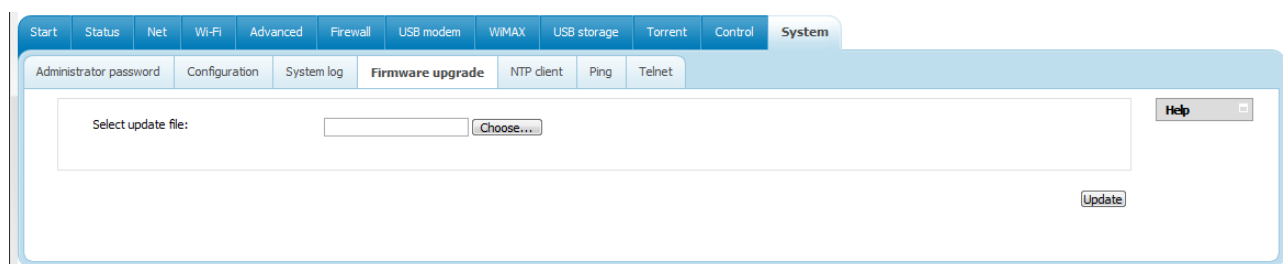 Start Status Net Wi-Fi Advanced Firewall USB modem WiMAX USB storage Torrent Control System
Administrator password Configuration System log Firmware upgrade NTP client Ping Telnet
Select update file: Choose... Help
Update